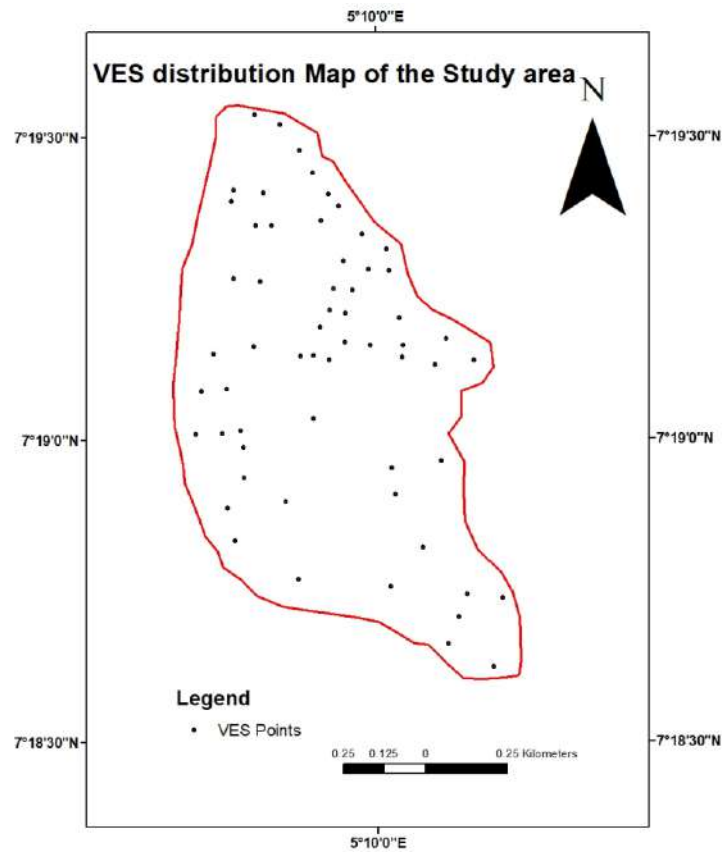 5°10'0"E
VES distribution Map of the Study area
N
7°19'30"N 7°19'30"N
7°19'0"N 7°19'0"N
Legend
VES Points
7°18'30"N 7°18'30"N
0.25 0.125 0 0.25 Kilometers
5°10'0"E